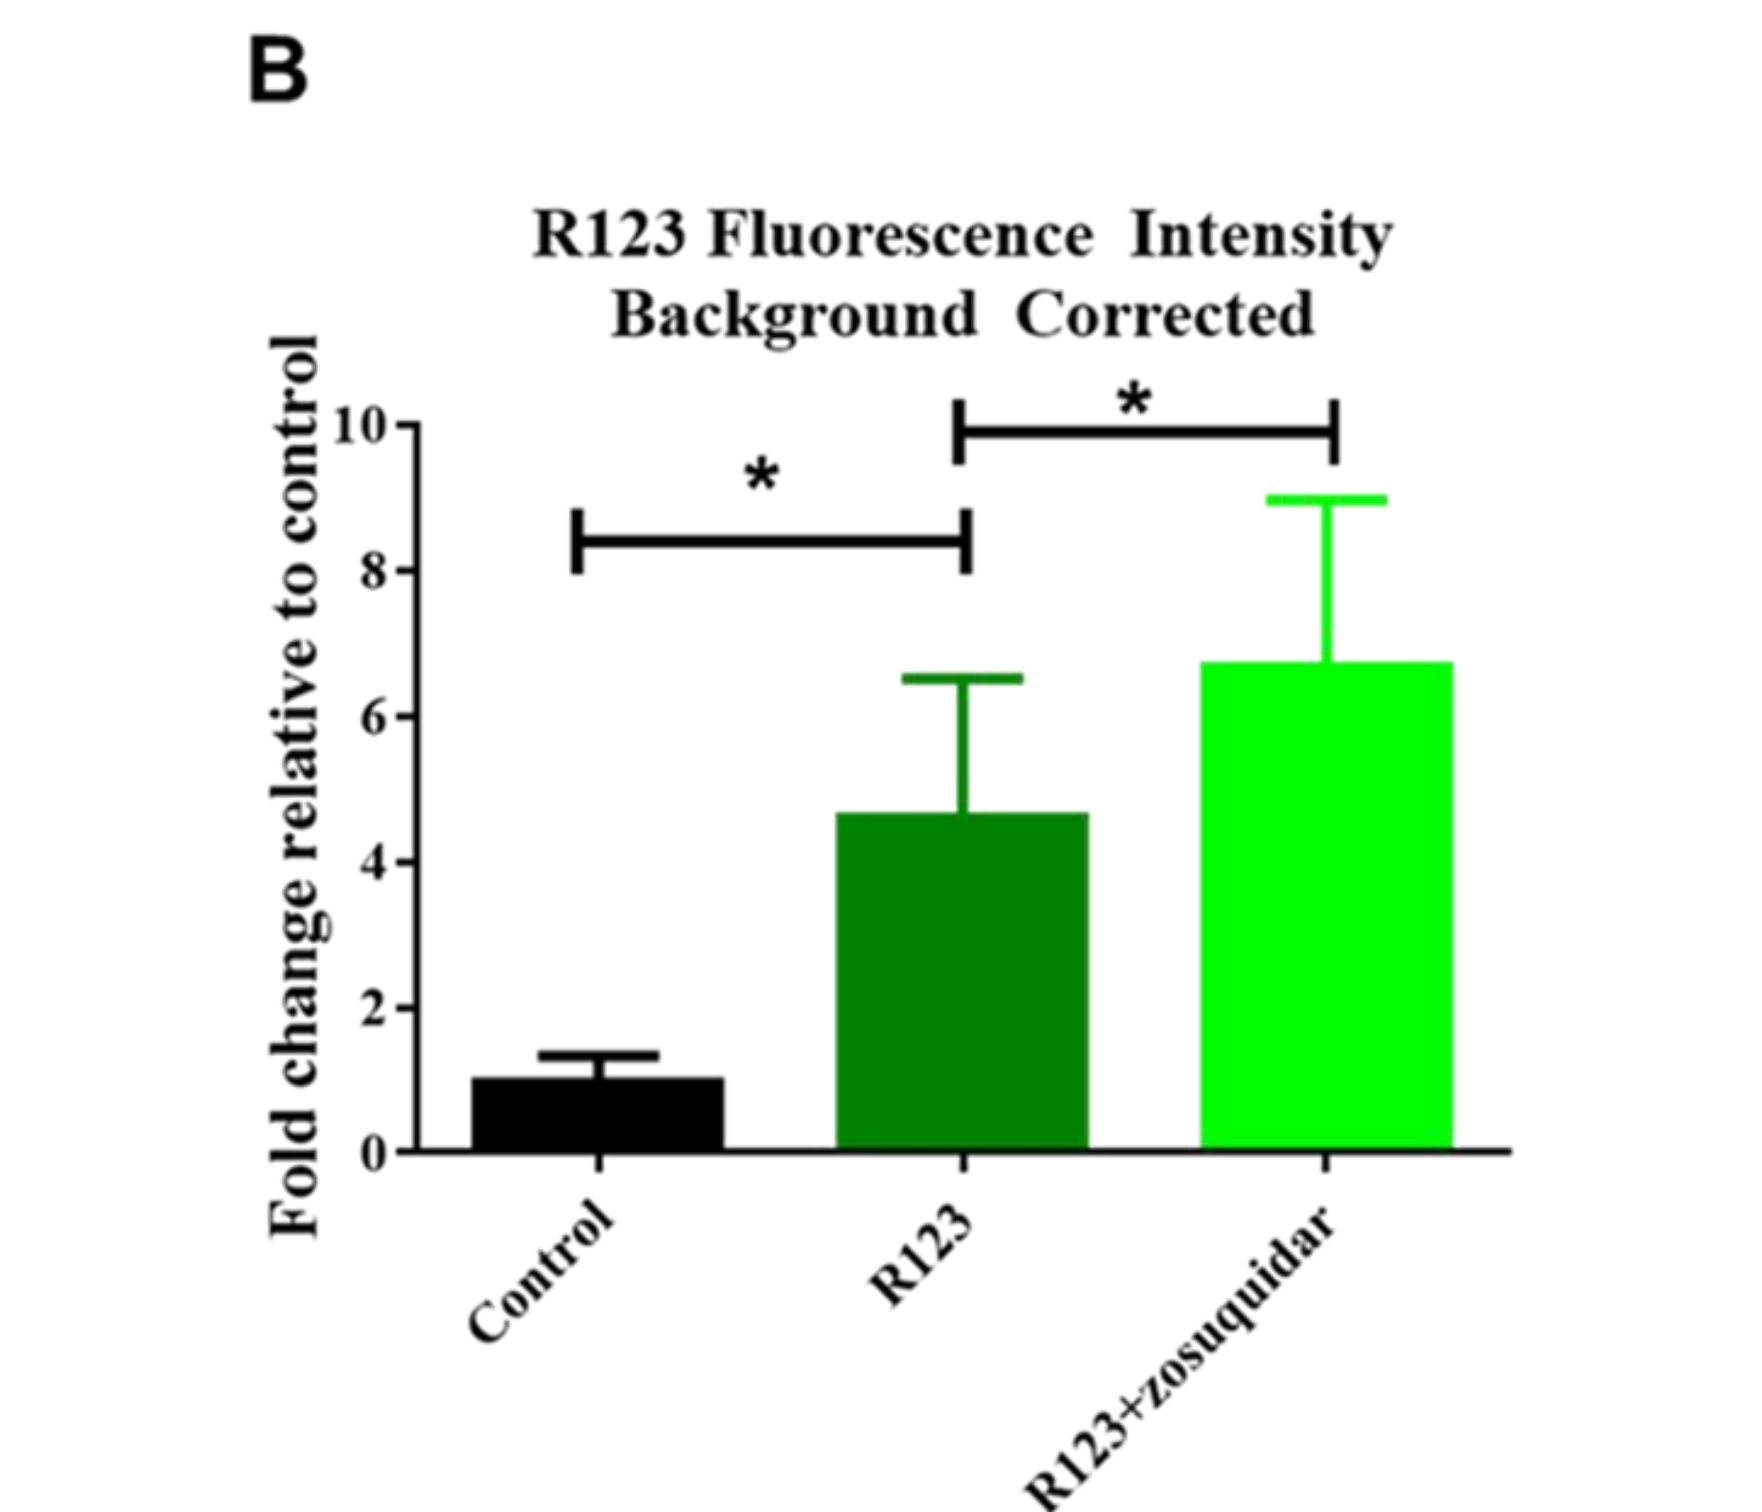 B
R123 Fluorescence Intensity
Background Corrected
Fold change relative to control
10
8
6
4
2
0
*
*
Control
R123
R123+zosuquidar